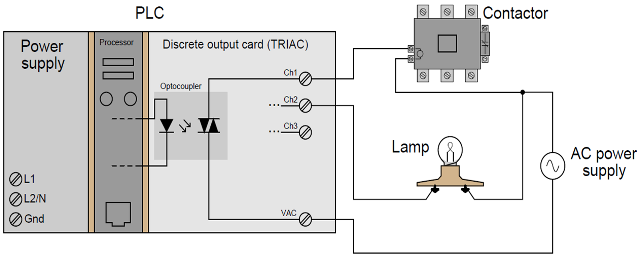 PLC
Contactor
Power
supply
Processor
Discrete output card (TRIAC)
Ch1
Optocoupler
Ch2
Ch3
Lamp
AC power
supply
L1
L2/N
Gnd
VAC